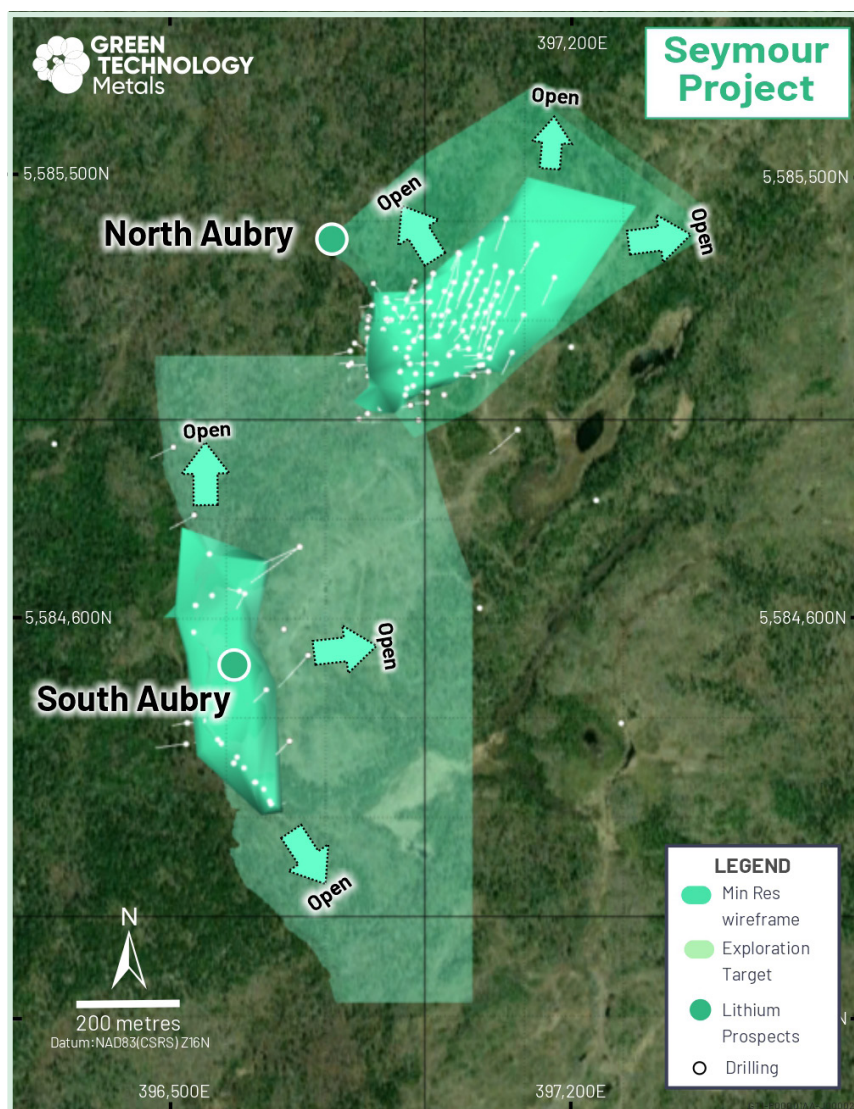 GREEN
TECHNOLOGY
Metals
397,200E
Seymour
Project
Open
5,585,500N
5,585,500N
Open
Open
North Aubry
Open
5,584,600N
5,584,600N
Open
South Aubry
Open
LEGEND
Min Res
wireframe
Exploration
Target
Lithium
Prospects
Drilling
N
200 metres
Datum:NAD83(CSRS) Z16N
N
396,500E
397,200E